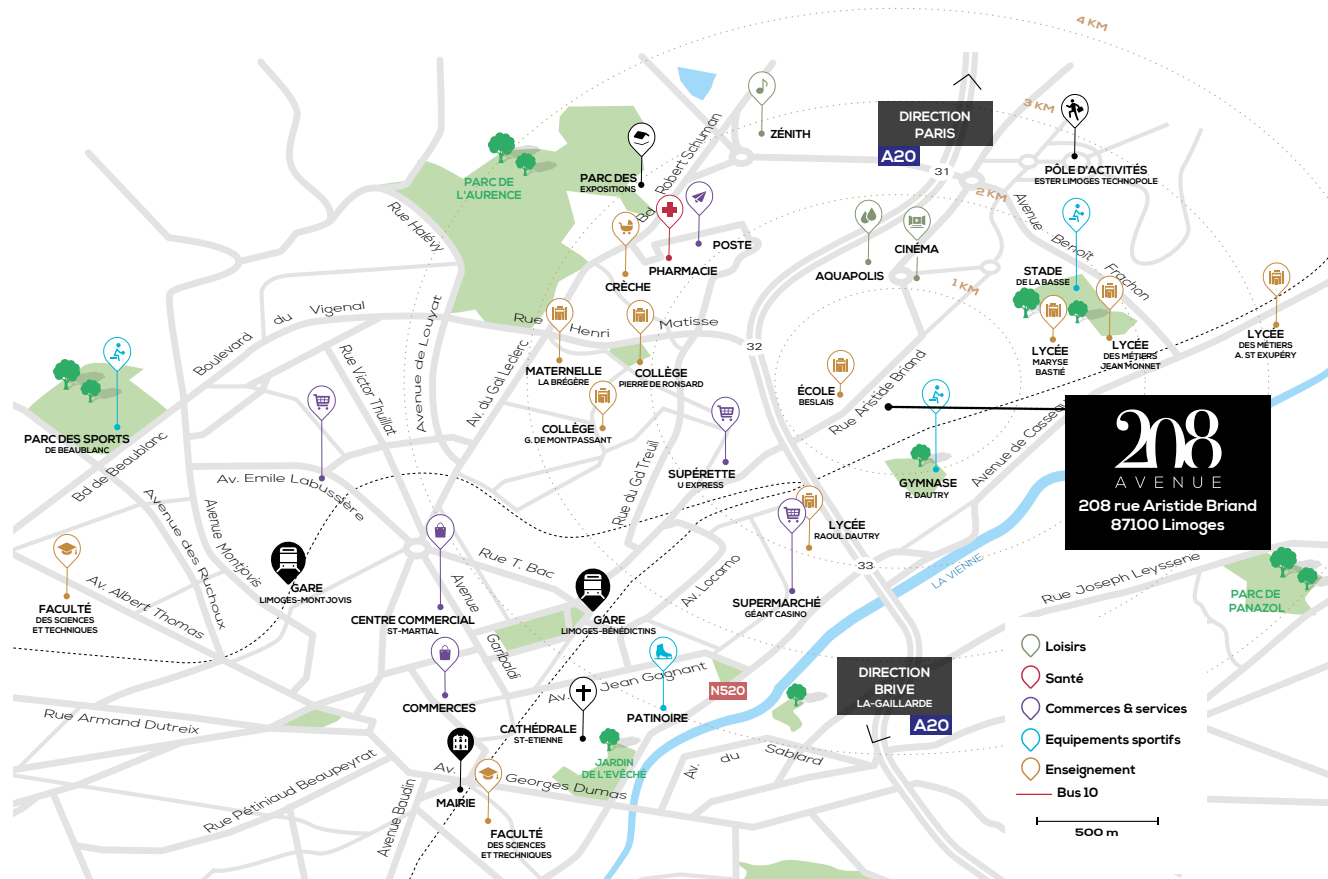 4 KM
3 KM
DIRECTION
PARIS
A20
ZÉNITH
Bd Robert Schuman
PARC DES
EXPOSITIONS
PARC DE
L'AURENCE
31
PÔLE D'ACTIVITÉS
ESTER LIMOGES TECHNOPOLE
2 KM
Avenue Benoît Frachon
Rue Halévy
POSTE
PHARMACIE
CRÈCHE
CINÉMA
AQUAPOLIS
STADE
DE LA BASSE
1 KM
Boulevard du Vigenal
Avenue de Louyat
Rue Henri Matisse
32
LYCÉE
MARYSE
BASTIÉ
LYCÉE
DES MÉTIERS
JEAN MONNET
LYCÉE
DES MÉTIERS
A. ST EXUPÉRY
Rue Victor Thuillat
Av. du Gal Leclerc
MATERNELLE
LA BRÉGÈRE
COLLÈGE
PIERRE DE RONSARD
ÉCOLE
BESLAIS
Rue Aristide Briand
COLLÈGE
G. DE MONTPASSANT
PARC DES SPORTS
DE BEAUBLANC
Bd de Beaublanc
Av. Emile Labussière
Rue du Gd Treuil
SUPÉRETTE
U EXPRESS
GYMNASE
R. DAUTRY
Avenue de Casseau
208
AVENUE
208 rue Aristide Briand
87100 Limoges
Avenue des Ruchoux
Avenue Montjovis
LYCÉE
RAOUL DAUTRY
33
LA VIENNE
Rue Joseph Leyssene
Rue T. Bac
Av. Locarno
GARE
LIMOGES-MONTJOVIS
Av. Albert Thomas
FACULTÉ
DES SCIENCES
ET TECHNIQUES
CENTRE COMMERCIAL
ST-MARTIAL
Avenue Garibaldi
GARE
LIMOGES-BÉNÉDICTINS
SUPERMARCHÉ
GÉANT CASINO
PARC DE
PANAZOL
COMMERCES
Av. Jean Gagnant
N520
DIRECTION
BRIVE
LA-GAILLARDE
A20
PATINOIRE
CATHÉDRALE
ST-ETIENNE
Rue Armand Dutreix
JARDIN
DE L'EVÊCHÉ
Av. du Sablard
MAIRIE
Av. Georges Dumas
Rue Pétiniaud Beaupeyrat
Avenue Baudin
FACULTÉ
DES SCIENCES
ET TRECHNIQUES
Loisirs
Santé
Commerces & services
Equipements sportifs
Enseignement
Bus 10
500 m